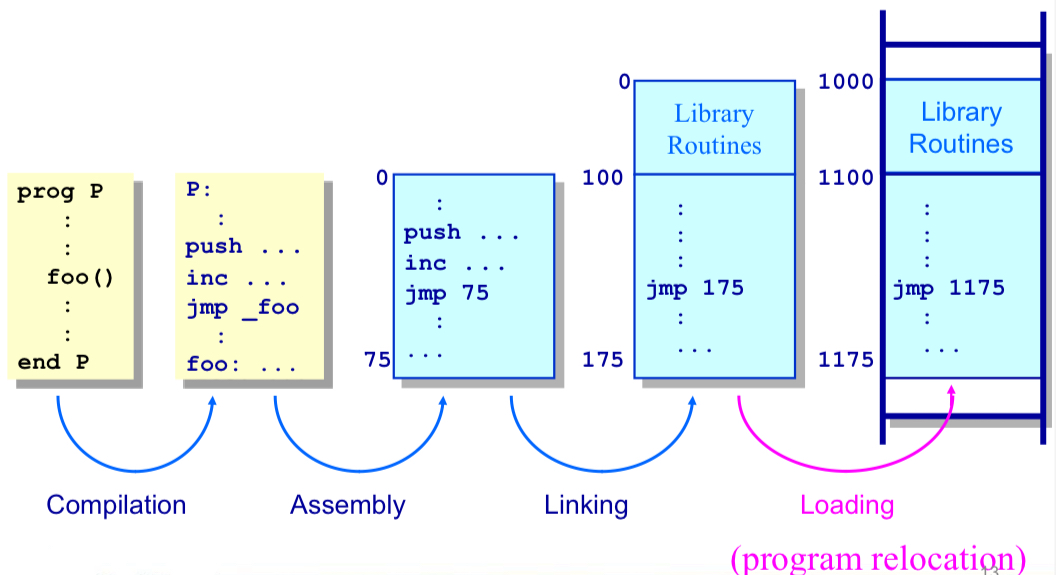 prog P
:
:
foo()
:
:
end P
P:
:
push ...
inc ...
jmp _foo
:
foo: ...
0
:
push ...
inc ...
jmp 75
:
...
75
0
Library
Routines
100
:
:
:
jmp 175
:
...
175
1000
Library
Routines
1100
:
:
:
jmp 1175
:
...
1175
Compilation
Assembly
Linking
Loading
(program relocation)
13